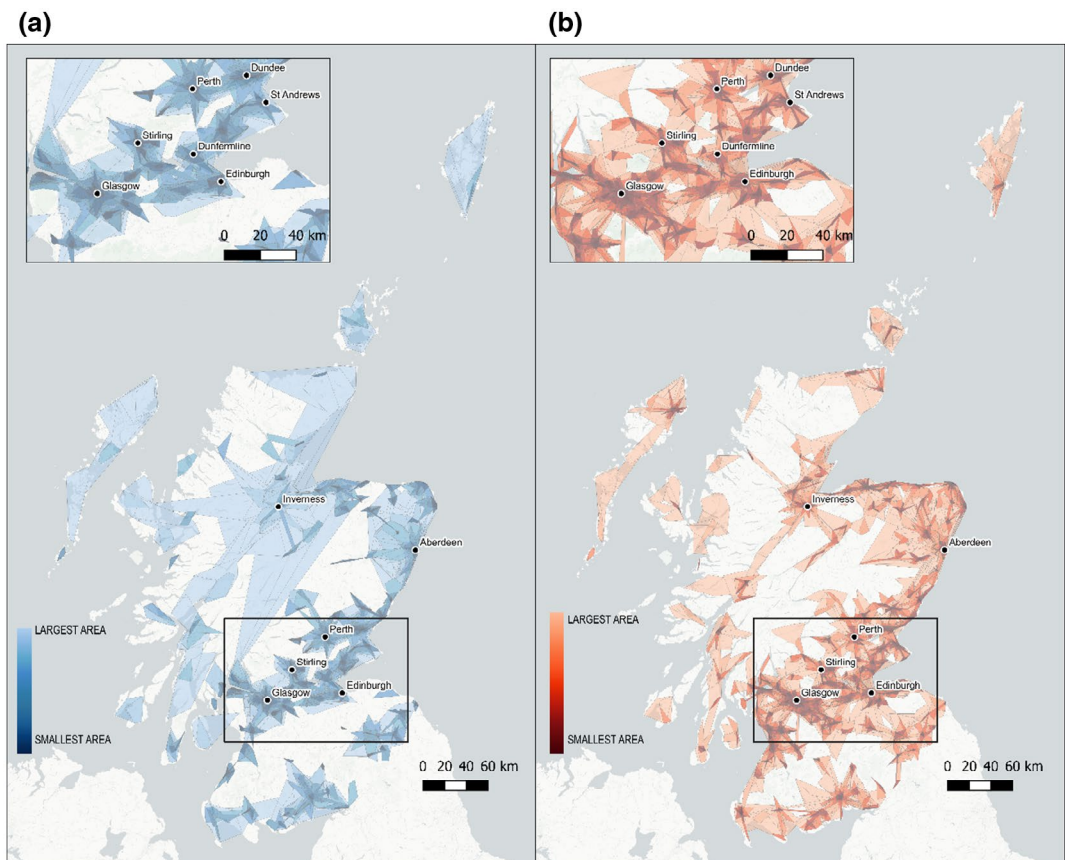 (a)
(b)
Dundee
Perth
St Andrews
Stirling
Dunfermline
Edinburgh
Glasgow
0 20 40 km
Dundee
Perth
St Andrews
Stirling
Dunfermline
Edinburgh
Glasgow
0 20 40 km
Inverness
Aberdeen
LARGEST AREA
Perth
Stirling
Glasgow
Edinburgh
SMALLEST AREA
0 20 40 60 km
Inverness
Aberdeen
LARGEST AREA
Perth
Stirling
Glasgow
Edinburgh
SMALLEST AREA
0 20 40 60 km